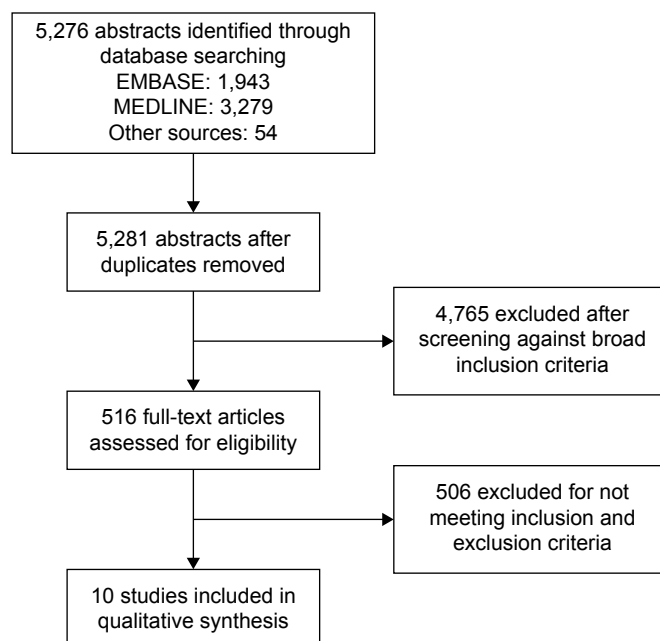 5,276 abstracts identified through
database searching
EMBASE: 1,943
MEDLINE: 3,279
Other sources: 54
5,281 abstracts after
duplicates removed
4,765 excluded after
screening against broad
inclusion criteria
516 full-text articles
assessed for eligibility
506 excluded for not
meeting inclusion and
exclusion criteria
10 studies included in
qualitative synthesis